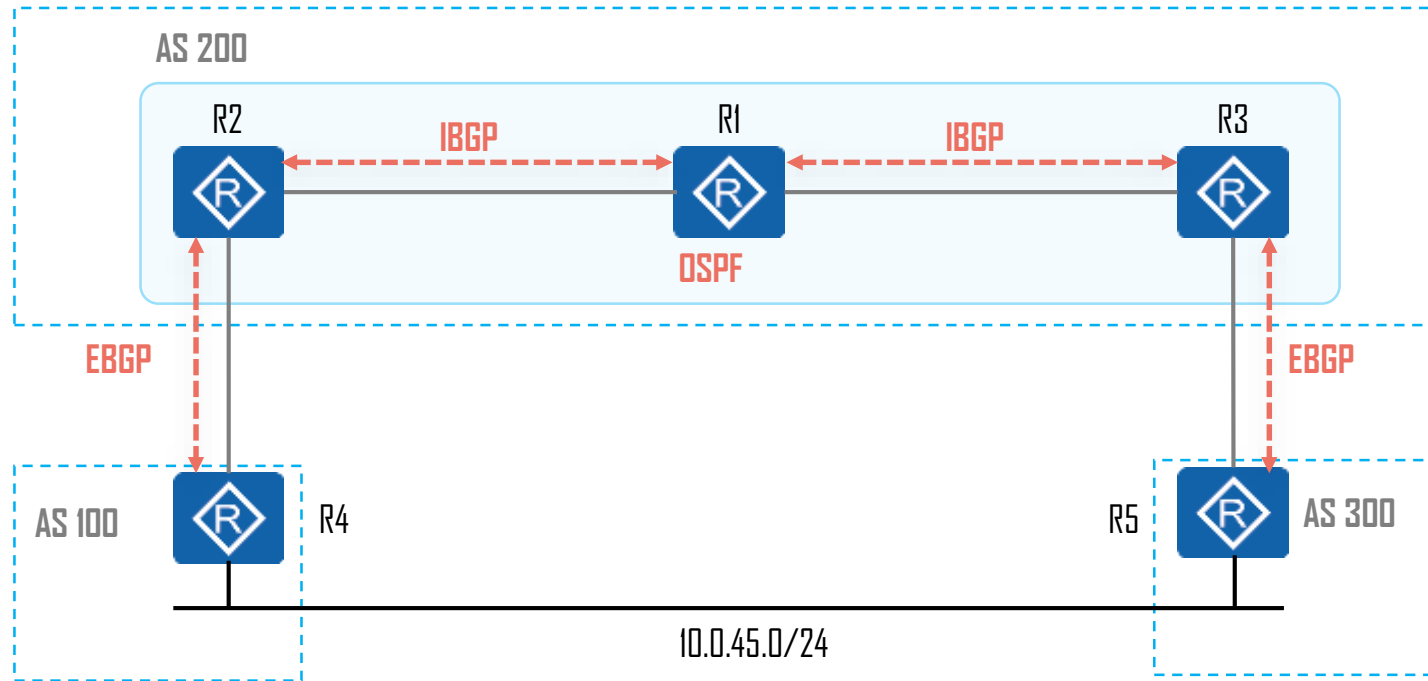 AS 200
R2
R1
R3
IBGP
IBGP
R
R
R
OSPF
EBGP
EBGP
R
R
AS 100
R4
R5
AS 300
10.0.45.0/24